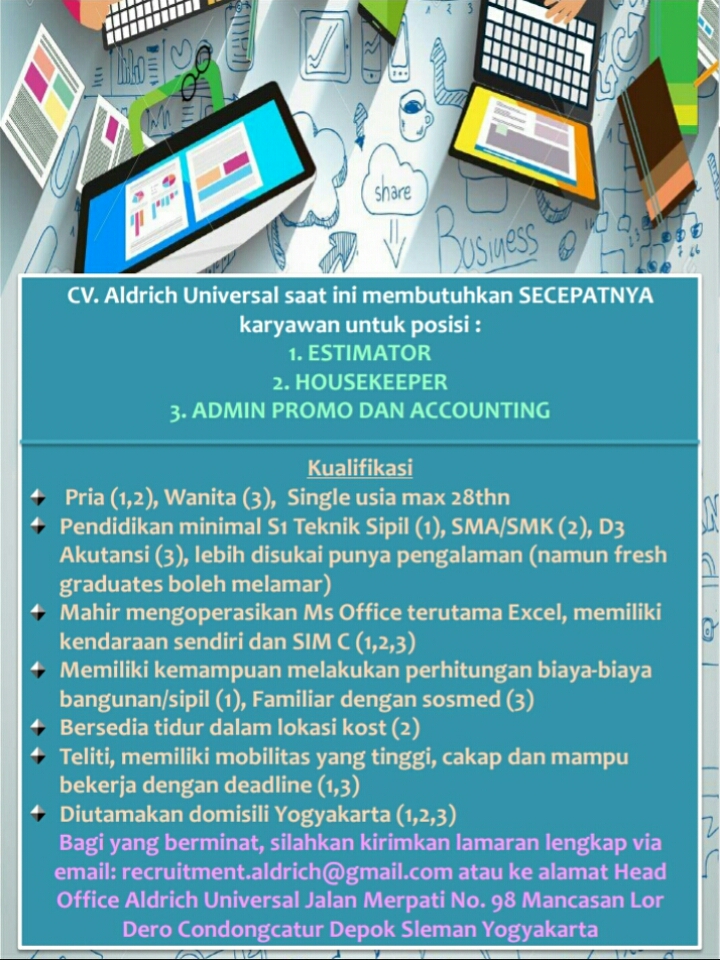 1 2 3
share
Business
CV. Aldrich Universal saat ini membutuhkan SECEPATNYA
karyawan untuk posisi :
1. ESTIMATOR
2. HOUSEKEEPER
3. ADMIN PROMO DAN ACCOUNTING
Kualifikasi
Pria (1,2), Wanita (3), Single usia max 28thn
Pendidikan minimal S1 Teknik Sipil (1), SMA/SMK (2), D3
Akutansi (3), lebih disukai punya pengalaman (namun fresh
graduates boleh melamar)
Mahir mengoperasikan Ms Office terutama Excel, memiliki
kendaraan sendiri dan SIM C (1,2,3)
Memiliki kemampuan melakukan perhitungan biaya-biaya
bangunan/sipil (1), Familiar dengan sosmed (3)
Bersedia tidur dalam lokasi kost (2)
Teliti, memiliki mobilitas yang tinggi, cakap dan mampu
bekerja dengan deadline (1,3)
Diutamakan domisili Yogyakarta (1,2,3)
Bagi yang berminat, silahkan kirimkan lamaran lengkap via
email: recruitment.aldrich@gmail.com atau ke alamat Head
Office Aldrich Universal Jalan Merpati No. 98 Mancasan Lor
Dero Condongcatur Depok Sleman Yogyakarta